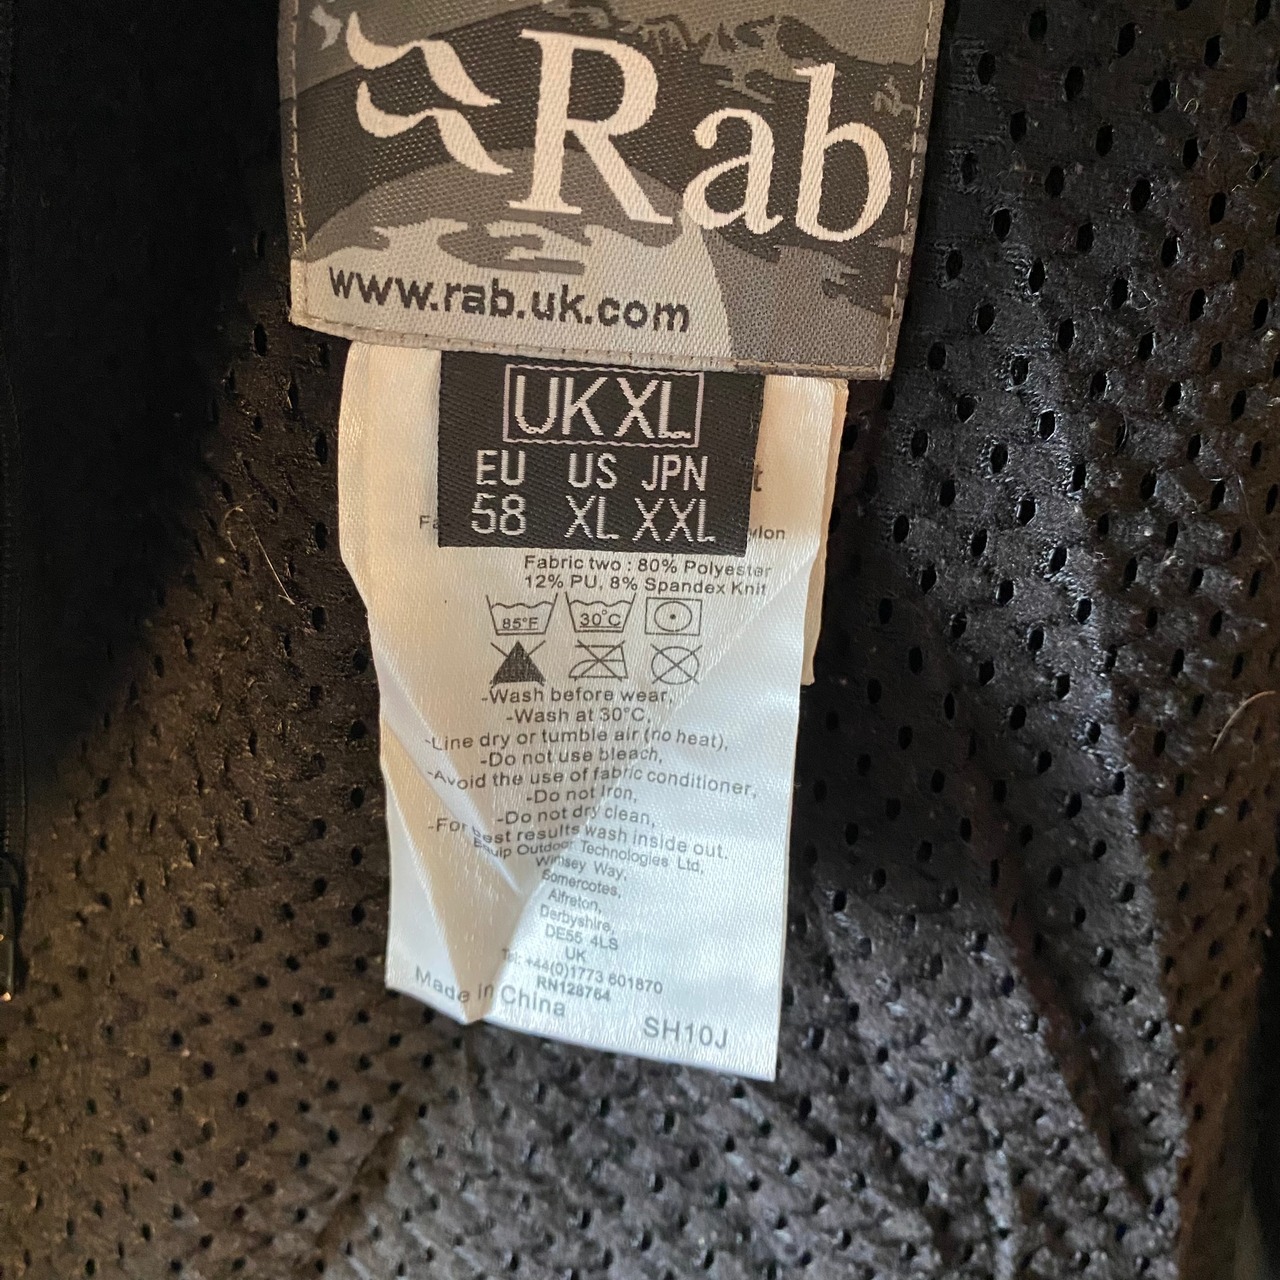 Rab
www.rab.uk.com
UK XL
EU US JPN
58 XL XXL
Fabric two : 80% Polyester
12% PU, 8% Spandex Knit
85°F 30°C
-Wash before wear,
-Wash at 30°C,
-Line dry or tumble air (no heat),
-Do not use bleach,
-Avoid the use of fabric conditioner,
-Do not Iron,
-Do not dry clean,
-For best results wash inside out.
Equip Outdoor Technologies Ltd,
Wimsey Way,
Somercotes,
Alfreton,
Derbyshire,
DE55 4LS
UK
Tel: +44(0)1773 601870
RN128764
Made in China
SH10J